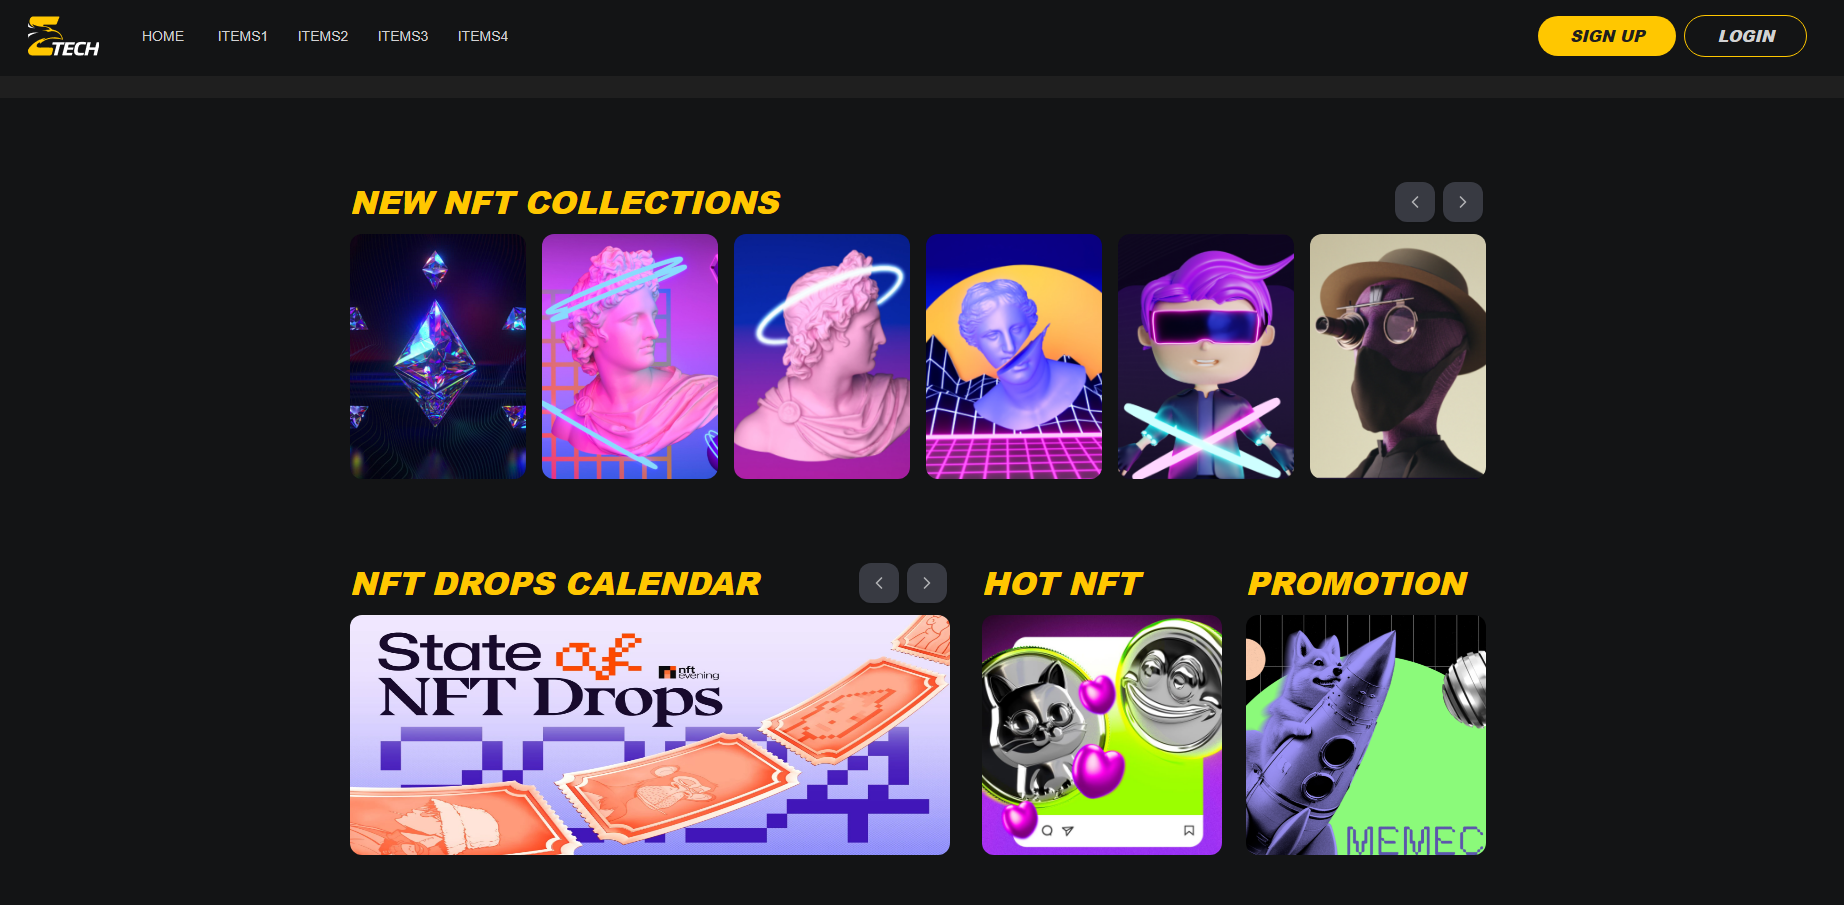 TECH
HOME
ITEMS1
ITEMS2
ITEMS3
ITEMS4
SIGN UP
LOGIN
NEW NFT COLLECTIONS
NFT DROPS CALENDAR
HOT NFT
PROMOTION
State of
nft
evening
NFT Drops
2024
MEMEC